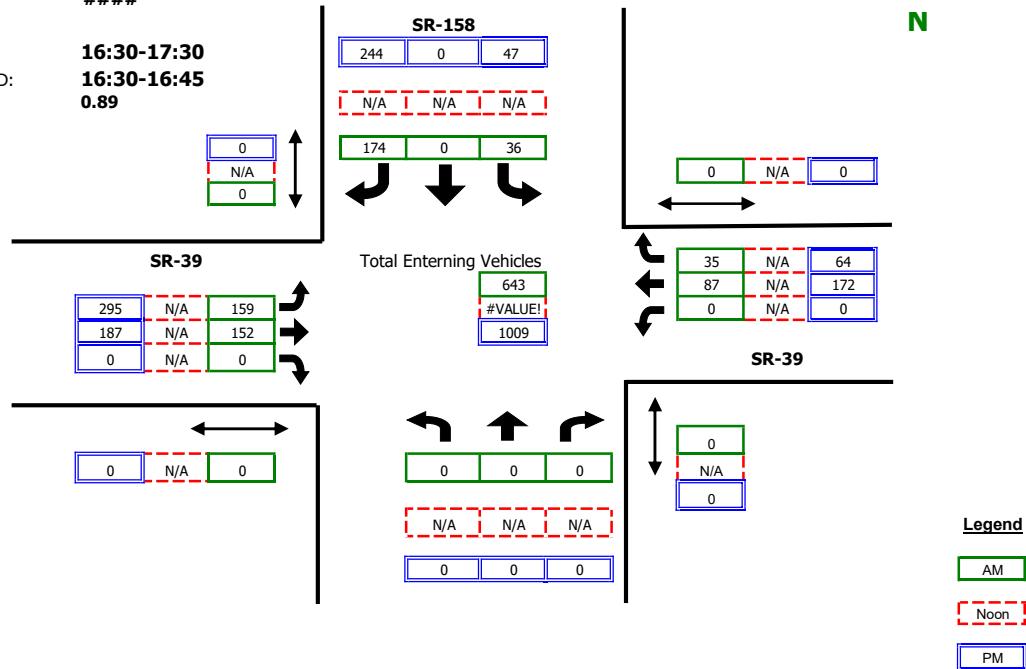 SR-158
N
16:30-17:30
D: 16:30-16:45
0.89
244 0 47
N/A N/A N/A
174 0 36
0
N/A
0
0 N/A 0
SR-39
Total Enterning Vehicles
643
#VALUE!
1009
35 N/A 64
87 N/A 172
0 N/A 0
295 N/A 159
187 N/A 152
0 N/A 0
SR-39
0 N/A 0
0 0 0
N/A N/A N/A
0 0 0
0
N/A
0
Legend
AM
Noon
PM